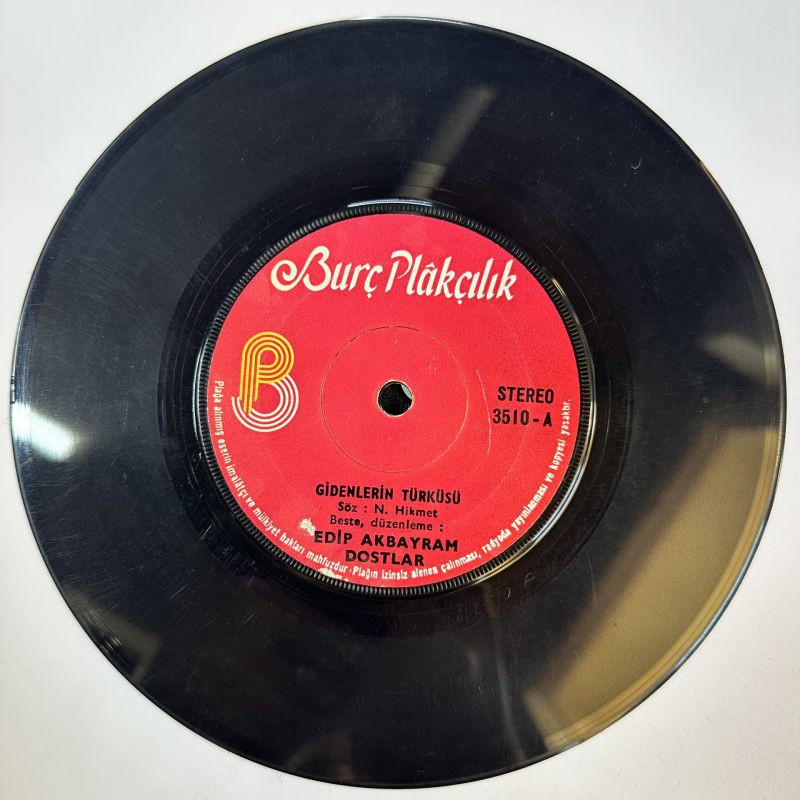 Burç Plâkçılık
STEREO
3510-A
GİDENLERİN TÜRKÜSÜ
Söz : N. Hikmet
Beste, düzenleme :
EDİP AKBAYRAM
DOSTLAR
Plağa alınmış eserin imalâtçı ve mülkiyet hakları mahfuzdur · Plağın izinsiz alenen çalınması, radyoda yayınlanması ve kopyesi yasaktır.